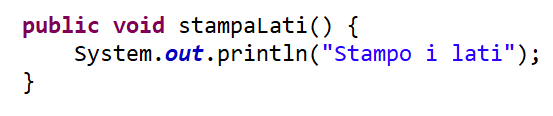 public void stampaLati() {
    System.out.println("Stampo i lati");
}